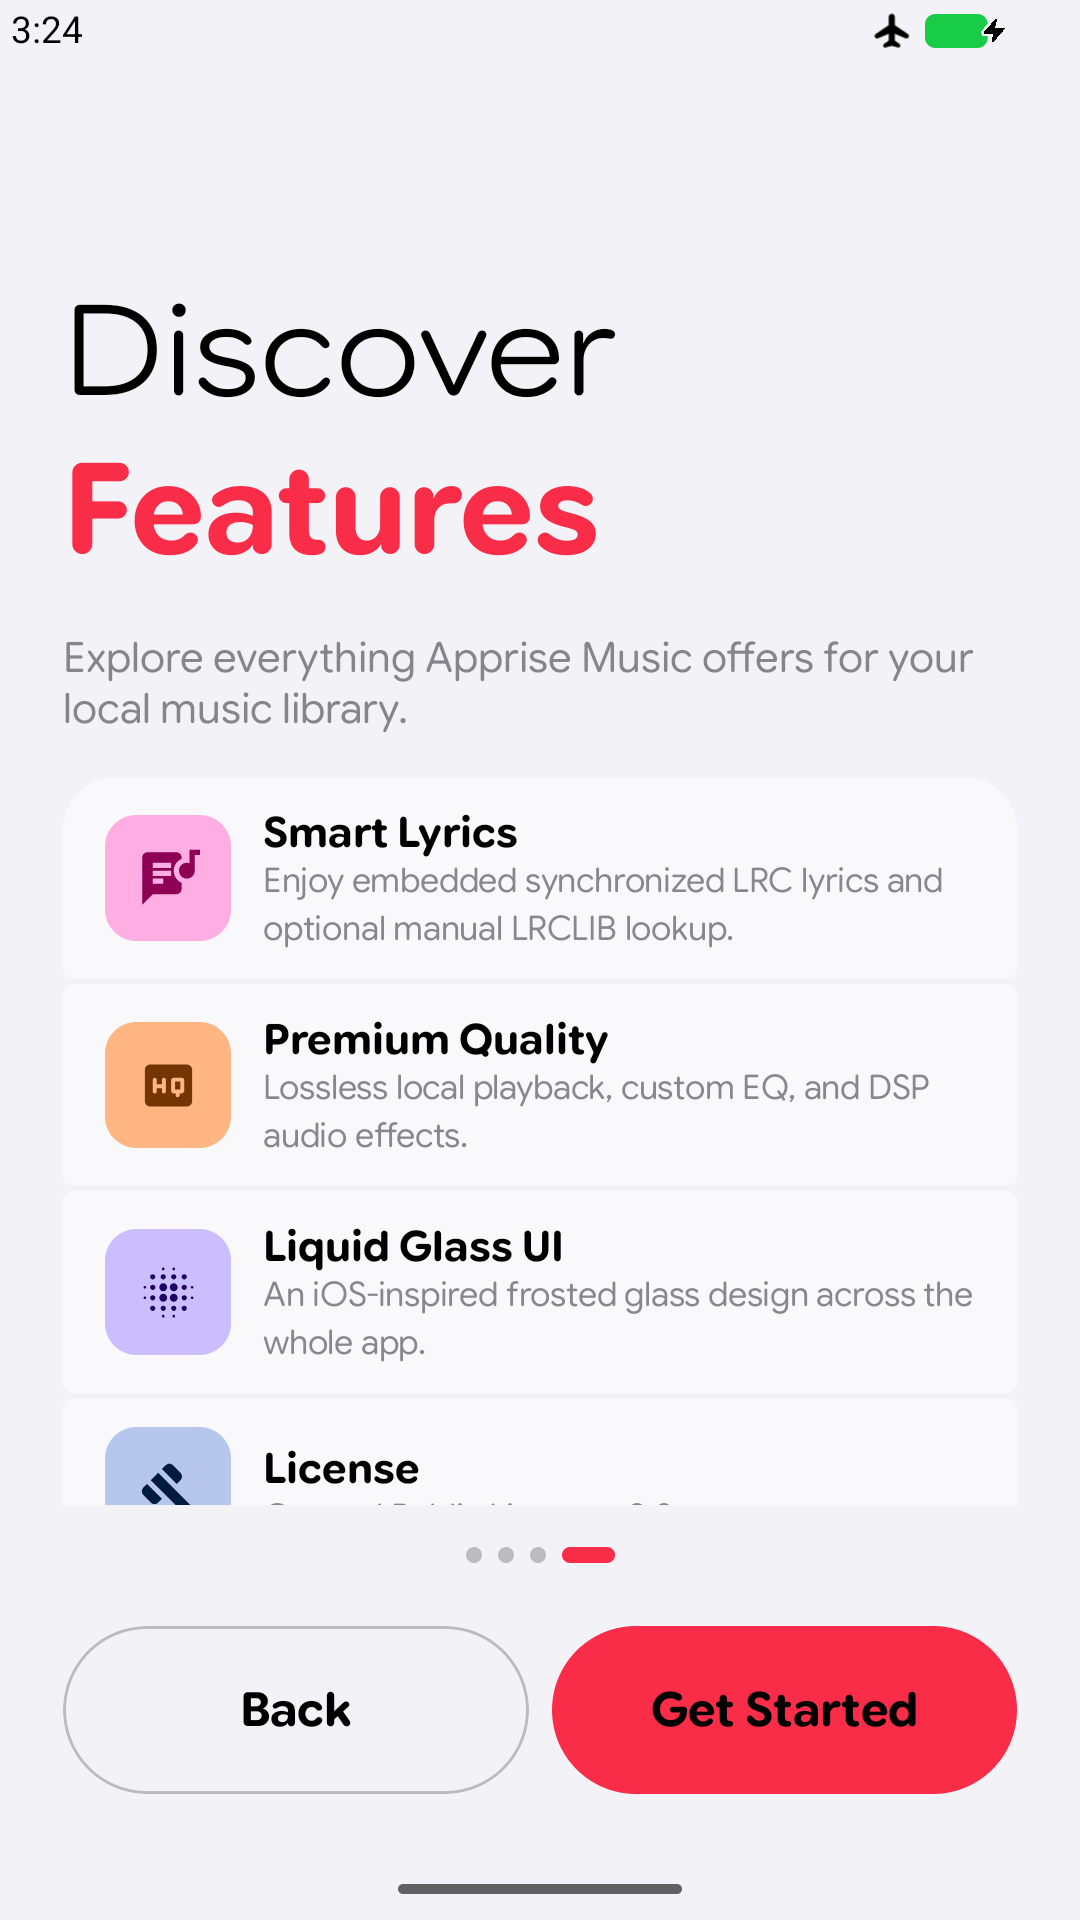 3:24
Discover
Features
Explore everything Apprise Music offers for your
local music library.
Smart Lyrics
Enjoy embedded synchronized LRC lyrics and
optional manual LRCLIB lookup.
HQ
Premium Quality
Lossless local playback, custom EQ, and DSP
audio effects.
Liquid Glass UI
An iOS-inspired frosted glass design across the
whole app.
License
Back
Get Started